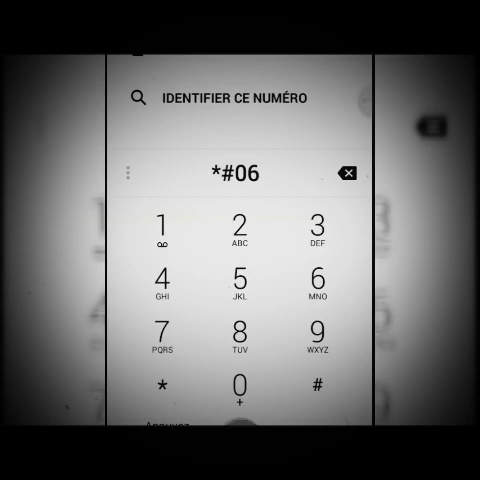 IDENTIFIER CE NUMÉRO
*#06
1 2 3
ABC DEF
4 5 6
GHI JKL MNO
7 8 9
PQRS TUV WXYZ
* 0 #
+